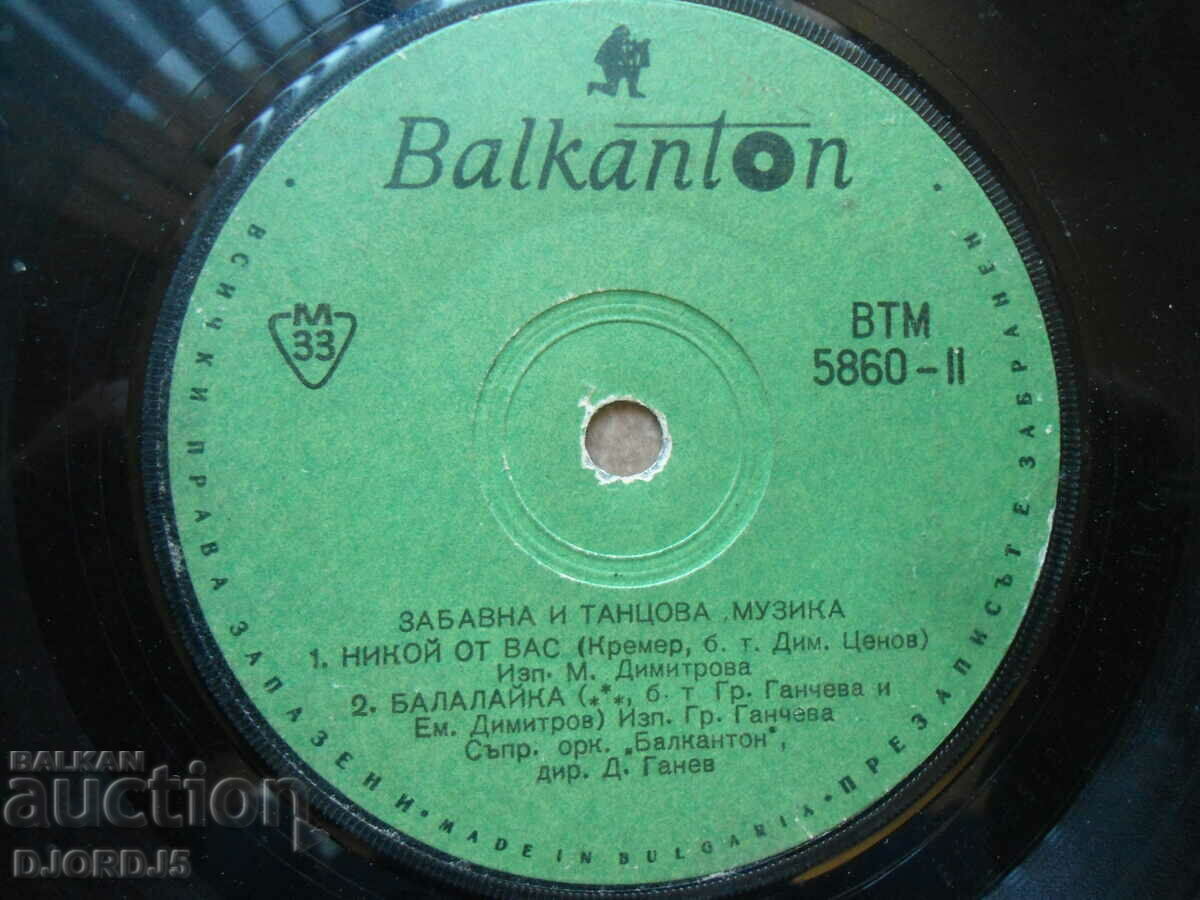 Balkanton
M
33
ВТМ
5860-II
ЗАБАВНА И ТАНЦОВА МУЗИКА
1. НИКОЙ ОТ ВАС (Кремер, б. т. Дим. Ценов)
Изп. М. Димитрова
2. БАЛАЛАЙКА (***, б. т Гр. Ганчева и
Ем. Димитров) Изп. Гр. Ганчева
Съпр. орк. „Балкантон",
дир. Д. Ганев
• ВСИЧКИ ПРАВА ЗАПАЗЕНИ • MADE IN BULGARIA • ПРЕЗАПИСЪТ Е ЗАБРАНЕН •
BALKAN
auction
DJORDJ5